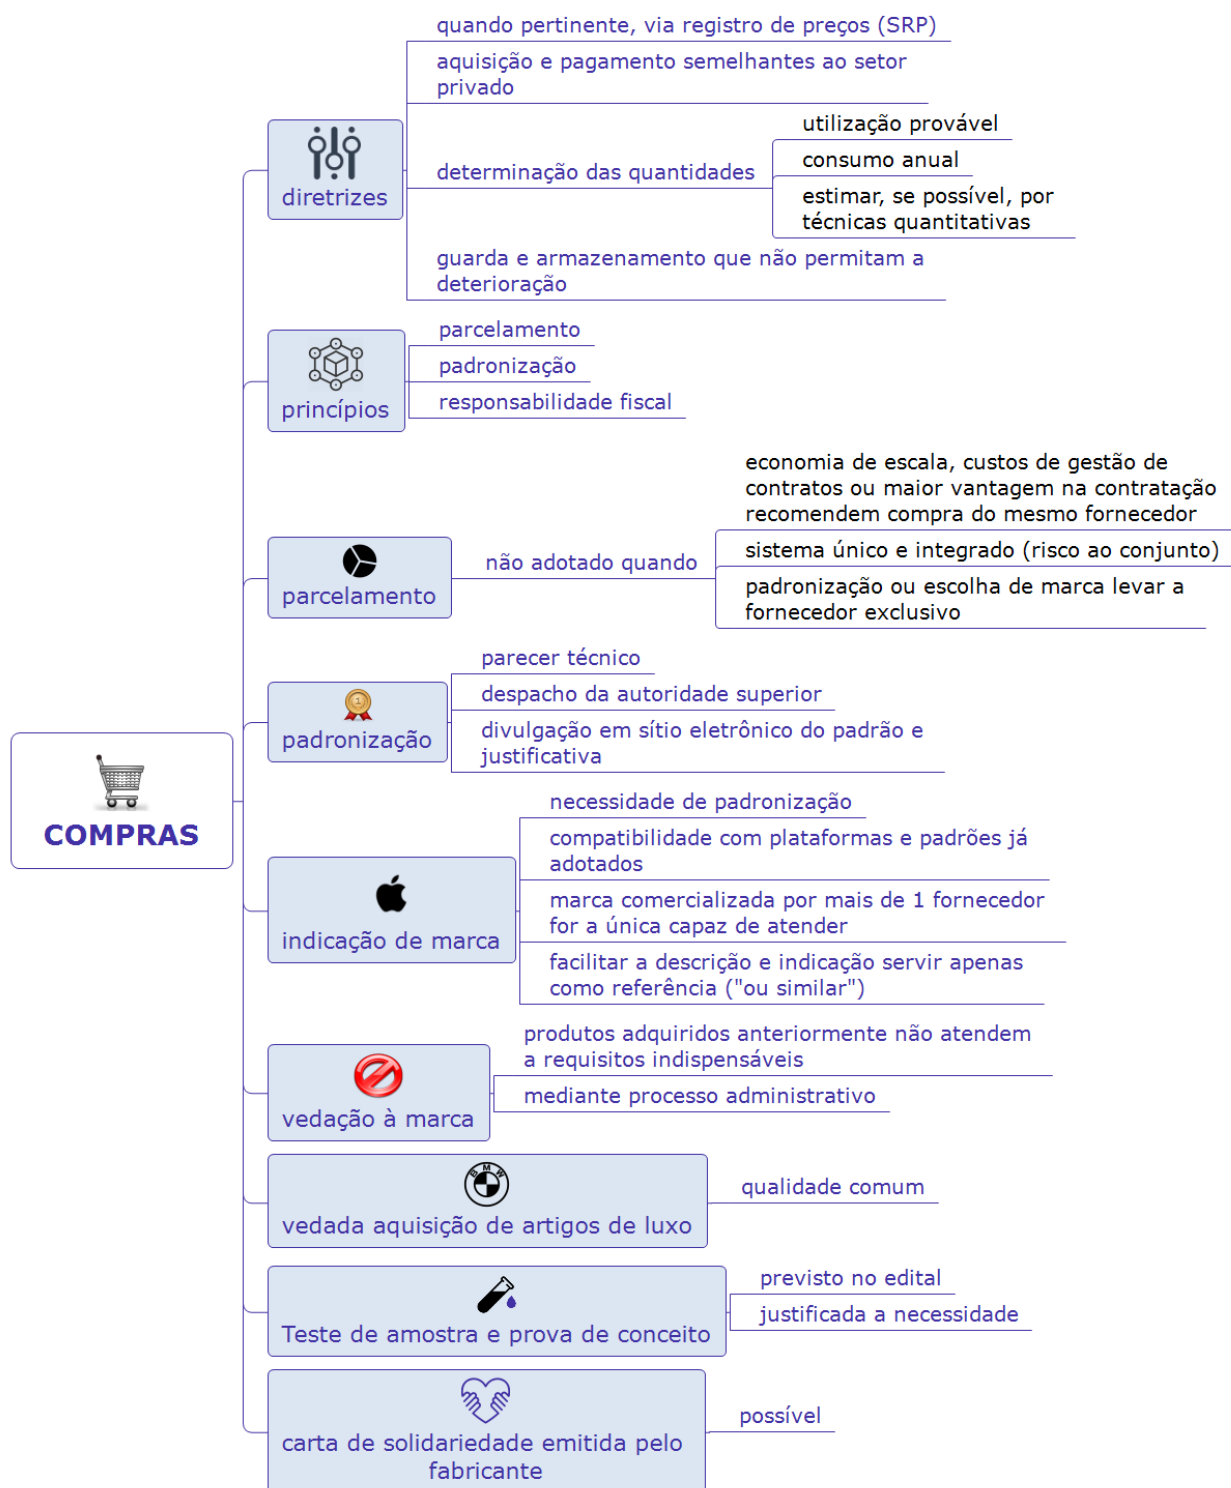 quando pertinente, via registro de preços (SRP)
aquisição e pagamento semelhantes ao setor
privado
diretrizes
determinação das quantidades
utilização provável
consumo anual
estimar, se possível, por
técnicas quantitativas
guarda e armazenamento que não permitam a
deterioração
princípios
parcelamento
padronização
responsabilidade fiscal
parcelamento
não adotado quando
economia de escala, custos de gestão de
contratos ou maior vantagem na contratação
recomendem compra do mesmo fornecedor
sistema único e integrado (risco ao conjunto)
padronização ou escolha de marca levar a
fornecedor exclusivo
1
padronização
parecer técnico
despacho da autoridade superior
divulgação em sítio eletrônico do padrão e
justificativa
COMPRAS
indicação de marca
necessidade de padronização
compatibilidade com plataformas e padrões já
adotados
marca comercializada por mais de 1 fornecedor
for a única capaz de atender
facilitar a descrição e indicação servir apenas
como referência ("ou similar")
vedação à marca
produtos adquiridos anteriormente não atendem
a requisitos indispensáveis
mediante processo administrativo
BMW
vedada aquisição de artigos de luxo
qualidade comum
Teste de amostra e prova de conceito
previsto no edital
justificada a necessidade
carta de solidariedade emitida pelo
fabricante
possível